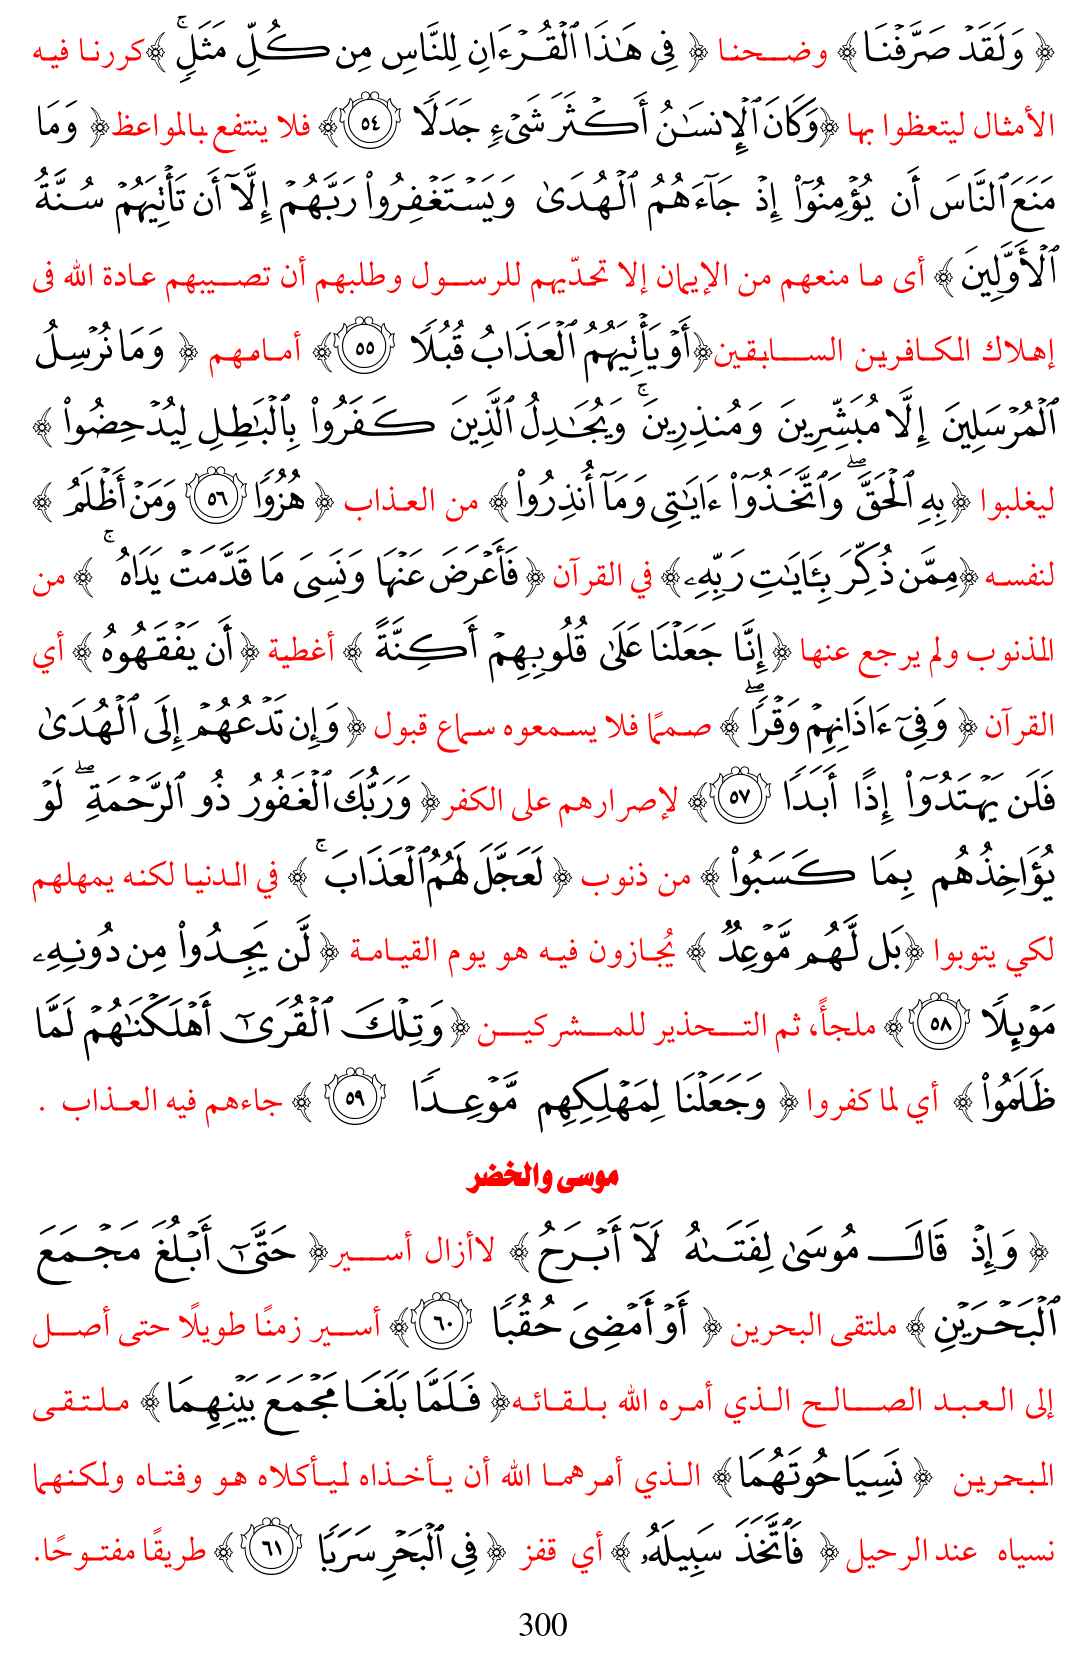 ﴿ وَلَقَدْ صَرَّفْنَا﴾ وضـحنا ﴿ فِى هَـٰذَا ٱلْقُرْءَانِ لِلنَّاسِ مِن كُلِّ مَثَلٍۢ ۚ ﴾كررنا فيه
الأمثال ليتعظوا بها ﴿وَكَانَ ٱلْإِنسَـٰنُ أَكْثَرَ شَىْءٍۢ جَدَلًۭا ٥٤﴾ فلا ينتفع بالمواعظ﴿ وَمَا
مَنَعَ ٱلنَّاسَ أَن يُؤْمِنُوٓا۟ إِذْ جَآءَهُمُ ٱلْهُدَىٰ وَيَسْتَغْفِرُوا۟ رَبَّهُمْ إِلَّآ أَن تَأْتِيَهُمْ سُنَّةُ
ٱلْأَوَّلِينَ ﴾ أى ما منعهم من الإيمان إلا تحدّيهم للرسول وطلبهم أن تصيبهم عادة الله فى
إهلاك الكافرين السابقين﴿أَوْ يَأْتِيَهُمُ ٱلْعَذَابُ قُبُلًۭا ٥٥﴾ أمامهم ﴿ وَمَا نُرْسِلُ
ٱلْمُرْسَلِينَ إِلَّا مُبَشِّرِينَ وَمُنذِرِينَ ۚ وَيُجَـٰدِلُ ٱلَّذِينَ كَفَرُوا۟ بِٱلْبَـٰطِلِ لِيُدْحِضُوا۟ ﴾
ليغلبوا ﴿بِهِ ٱلْحَقَّ ۖ وَٱتَّخَذُوٓا۟ ءَايَـٰتِى وَمَآ أُنذِرُوا۟﴾ من العذاب ﴿ هُزُوًۭا ٥٦ وَمَنْ أَظْلَمُ ﴾
لنفسه ﴿مِمَّن ذُكِّرَ بِـَٔايَـٰتِ رَبِّهِۦ﴾ في القرآن ﴿ فَأَعْرَضَ عَنْهَا وَنَسِىَ مَا قَدَّمَتْ يَدَاهُ ۚ ﴾ من
الذنوب ولم يرجع عنها ﴿ إِنَّا جَعَلْنَا عَلَىٰ قُلُوبِهِمْ أَكِنَّةً ﴾ أغطية ﴿ أَن يَفْقَهُوهُ ﴾ أي
القرآن ﴿ وَفِىٓ ءَاذَانِهِمْ وَقْرًۭا ۖ ﴾ صممًا فلا يسمعوه سماع قبول ﴿ وَإِن تَدْعُهُمْ إِلَى ٱلْهُدَىٰ
فَلَن يَهْتَدُوٓا۟ إِذًا أَبَدًۭا ٥٧﴾ لإصرارهم على الكفر﴿ وَرَبُّكَ ٱلْغَفُورُ ذُو ٱلرَّحْمَةِ ۖ لَوْ
يُؤَاخِذُهُم بِمَا كَسَبُوا۟ ﴾ من ذنوب ﴿ لَعَجَّلَ لَهُمُ ٱلْعَذَابَ ۚ ﴾ في الدنيا لكنه يمهلهم
لكي يتوبوا ﴿بَل لَّهُم مَّوْعِدٌۭ ﴾ يُجازون فيه هو يوم القيامة ﴿ لَّن يَجِدُوا۟ مِن دُونِهِۦ
مَوْئِلًۭا ٥٨﴾ ملجأً، ثم التحذير للمشركين ﴿ وَتِلْكَ ٱلْقُرَىٰٓ أَهْلَكْنَـٰهُمْ لَمَّا
ظَلَمُوا۟ ﴾ أي لما كفروا ﴿ وَجَعَلْنَا لِمَهْلِكِهِم مَّوْعِدًۭا ٥٩ ﴾ جاءهم فيه العذاب .
موسى والخضر
﴿ وَإِذْ قَالَ مُوسَىٰ لِفَتَىٰهُ لَآ أَبْرَحُ ﴾ لاأزال أسير﴿ حَتَّىٰٓ أَبْلُغَ مَجْمَعَ
ٱلْبَحْرَيْنِ ﴾ ملتقى البحرين ﴿ أَوْ أَمْضِىَ حُقُبًۭا ٦٠﴾ أسير زمنًا طويلًا حتى أصل
إلى العبد الصالح الذي أمره الله بلقائه﴿ فَلَمَّا بَلَغَا مَجْمَعَ بَيْنِهِمَا ﴾ ملتقى
البحرين ﴿ نَسِيَا حُوتَهُمَا﴾ الذي أمرهما الله أن يأخذاه ليأكلاه هو وفتاه ولكنهما
نسياه عند الرحيل ﴿ فَٱتَّخَذَ سَبِيلَهُۥ ﴾ أي قفز ﴿ فِى ٱلْبَحْرِ سَرَبًۭا ٦١ ﴾ طريقًا مفتوحًا.
300